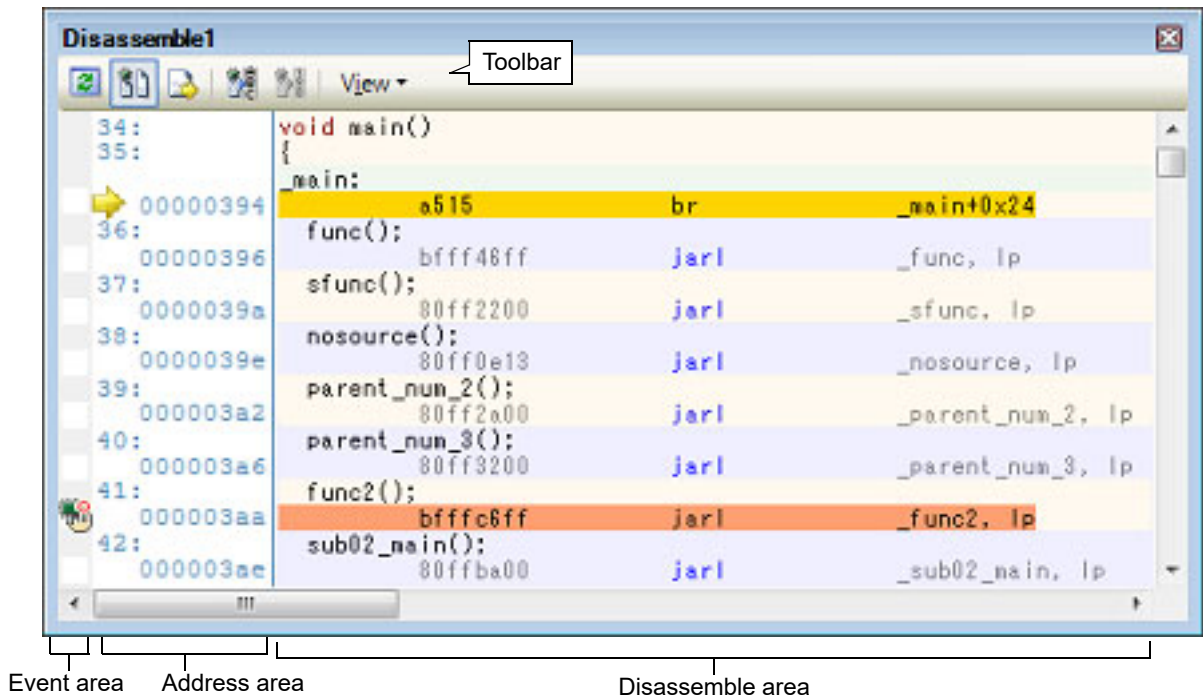 Disassemble1
Toolbar
View
34: void main()
35: {
_main:
00000394 a515 br _main+0x24
36: func();
00000396 bfff46ff jarl _func, lp
37: sfunc();
0000039a 80ff2200 jarl _sfunc, lp
38: nosource();
0000039e 80ff0e13 jarl _nosource, lp
39: parent_num_2();
000003a2 80ff2a00 jarl _parent_num_2, lp
40: parent_num_3();
000003a6 80ff3200 jarl _parent_num_3, lp
41: func2();
000003aa bfffc6ff jarl _func2, lp
42: sub02_main();
000003ae 80ffba00 jarl _sub02_main, lp
Event area Address area Disassemble area